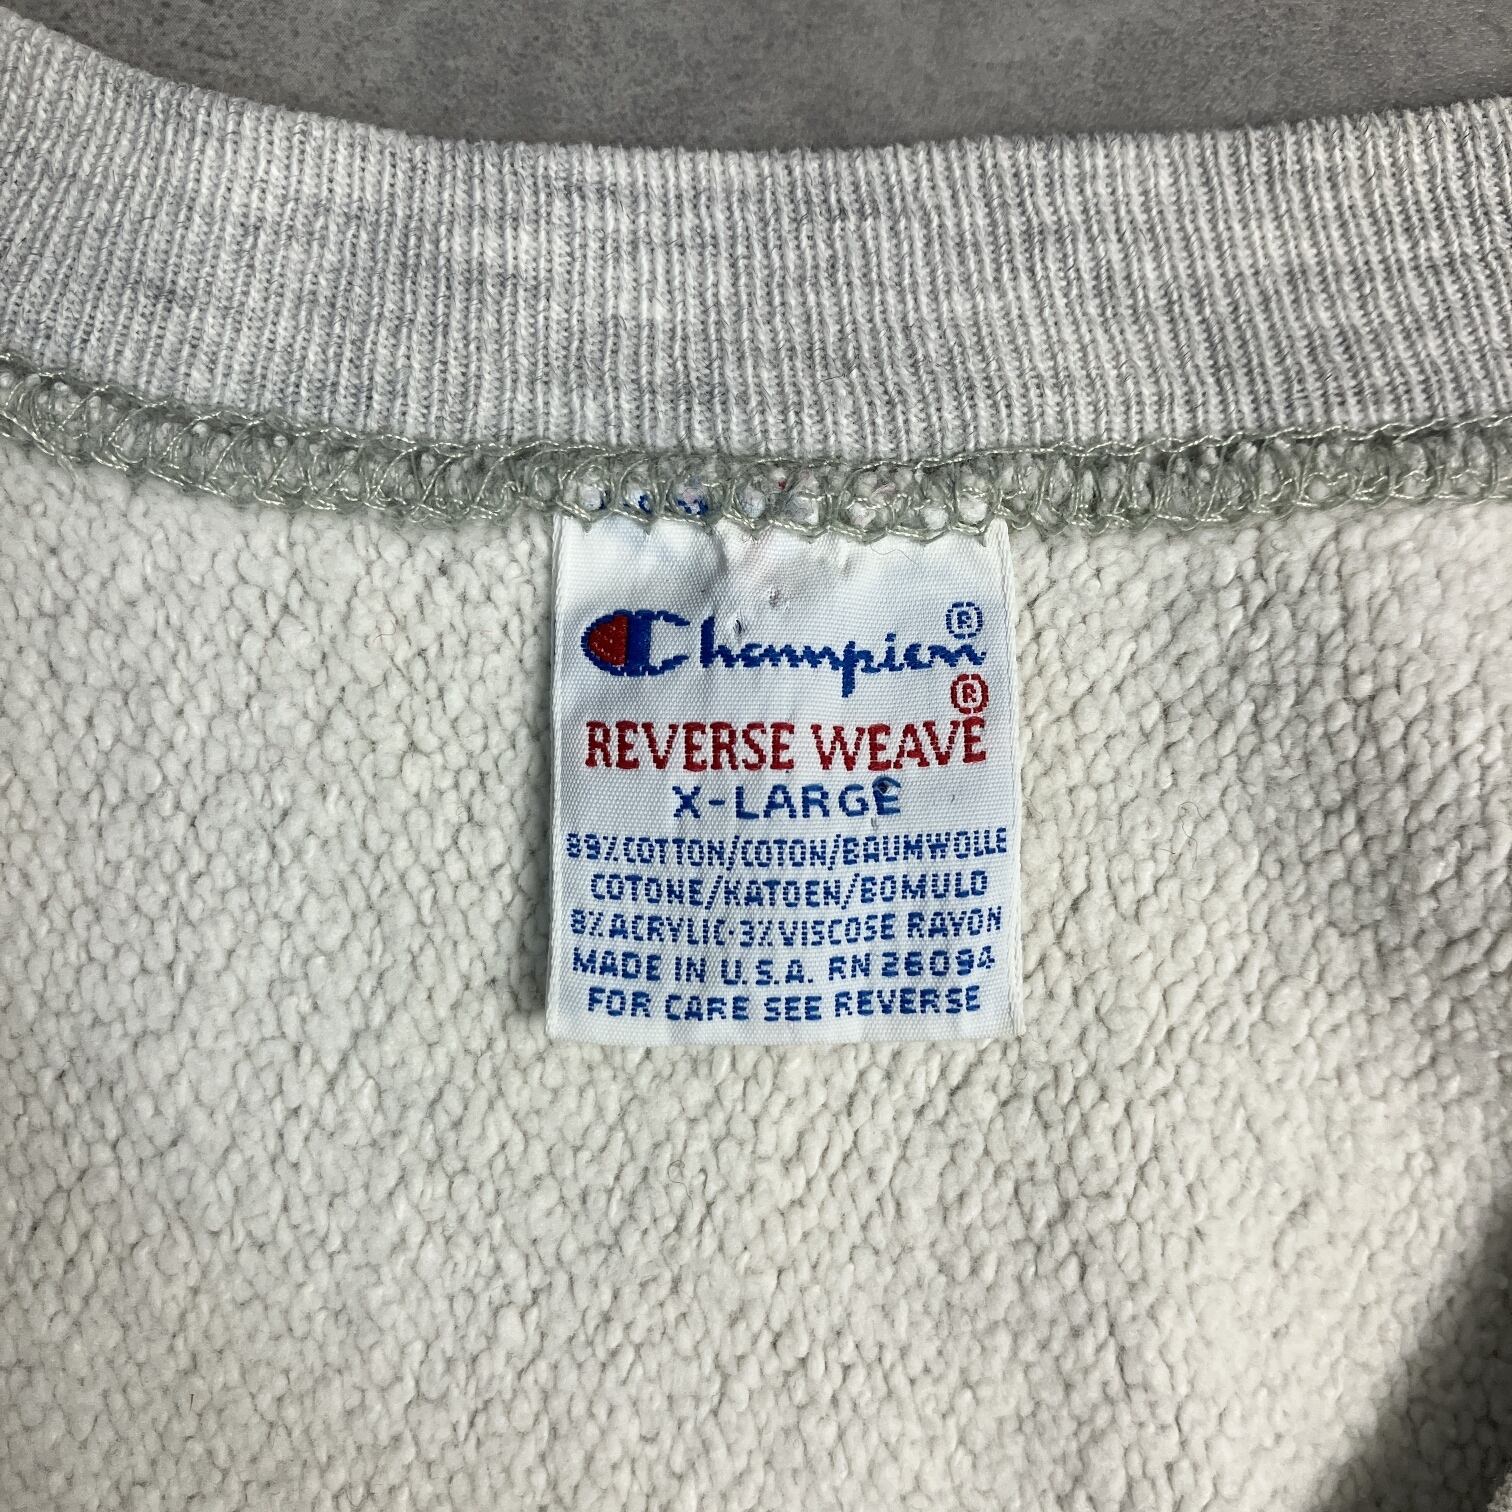 Champion®
REVERSE WEAVE®
X-LARGE
89% COTTON/COTON/BAUMWOLLE
COTONE/KATOEN/BOMULD
8% ACRYLIC·3% VISCOSE RAYON
MADE IN U.S.A. RN 26094
FOR CARE SEE REVERSE